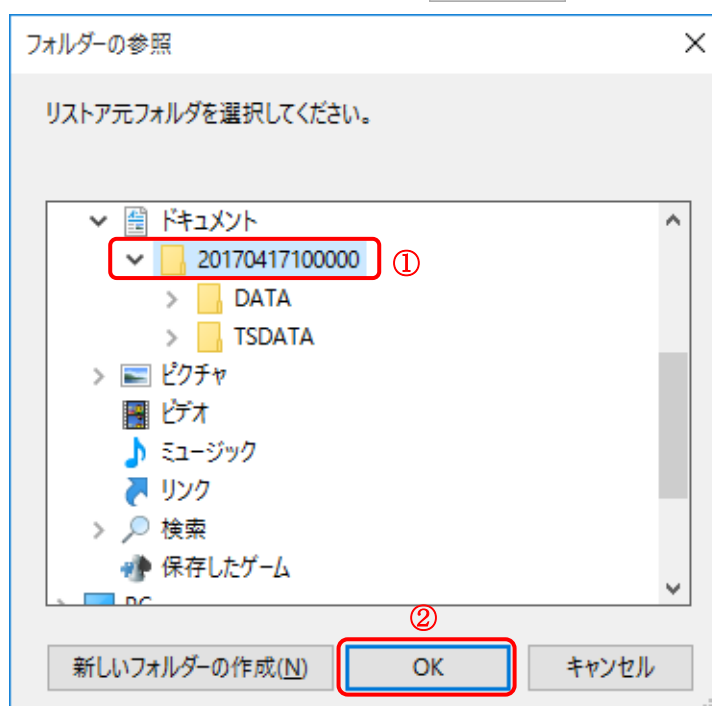 フォルダーの参照
リストア元フォルダを選択してください。
ドキュメント
20170417100000 ①
DATA
TSDATA
ピクチャ
ビデオ
ミュージック
リンク
検索
保存したゲーム
PC
②
新しいフォルダーの作成(N) OK キャンセル